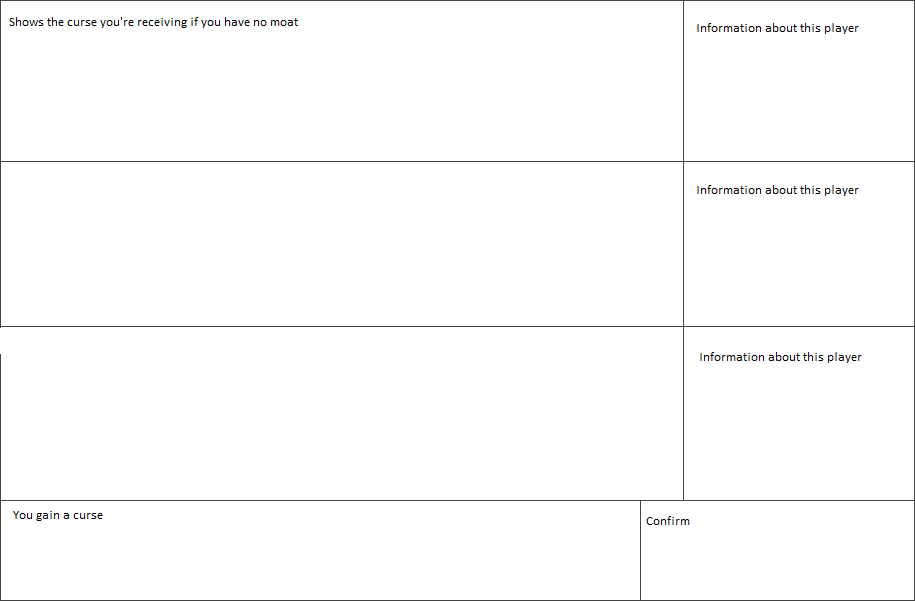 Shows the curse you're receiving if you have no moat
Information about this player
Information about this player
Information about this player
You gain a curse
Confirm